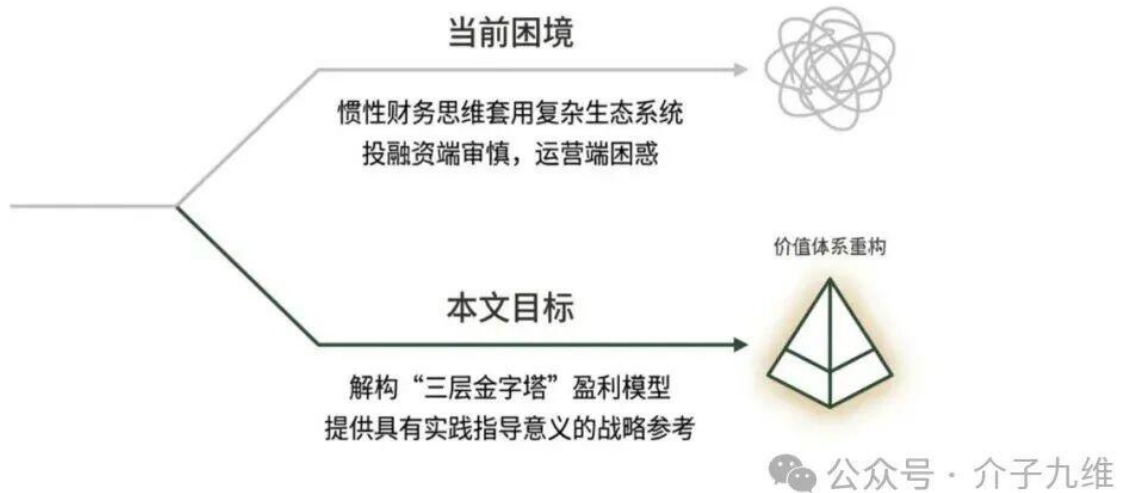 当前困境
惯性财务思维套用复杂生态系统
投融资端审慎，运营端困惑
价值体系重构
本文目标
解构“三层金字塔”盈利模型
提供具有实践指导意义的战略参考
公众号·介子九维